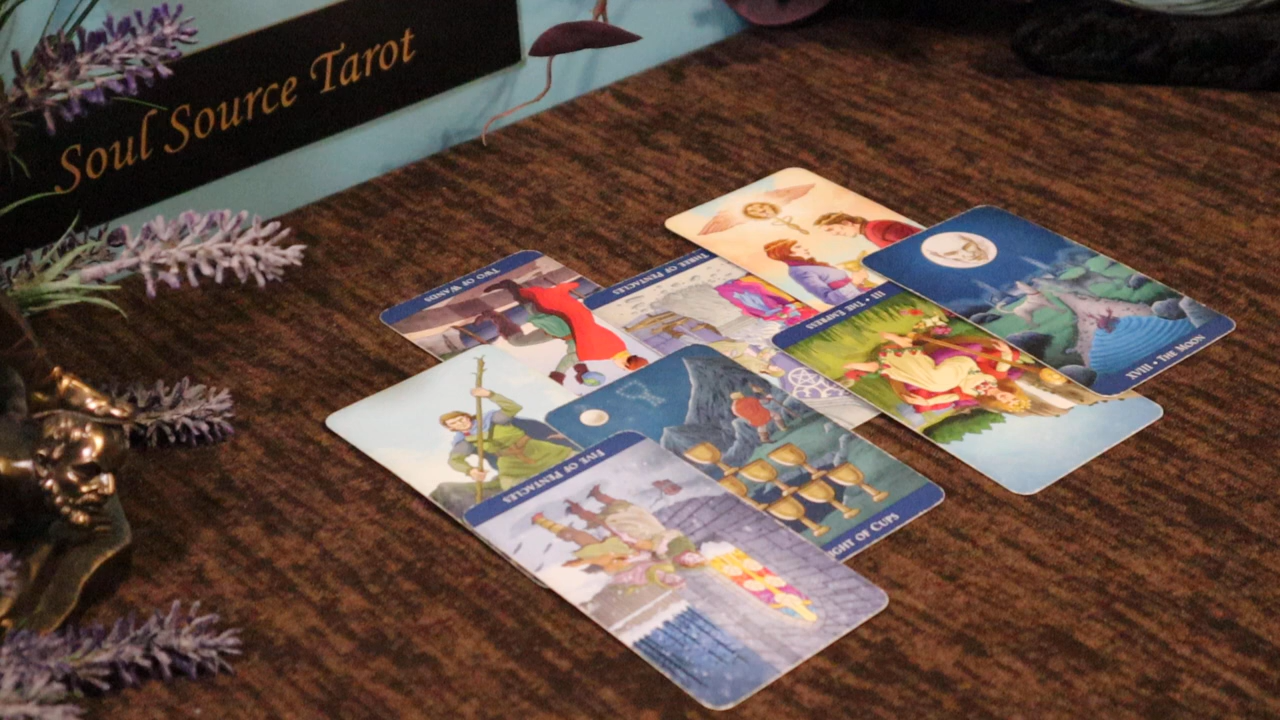 Soul Source Tarot
TWO OF WANDS
THREE OF PENTACLES
III • THE EMPRESS
XVIII • THE MOON
FIVE OF PENTACLES
OF CUPS